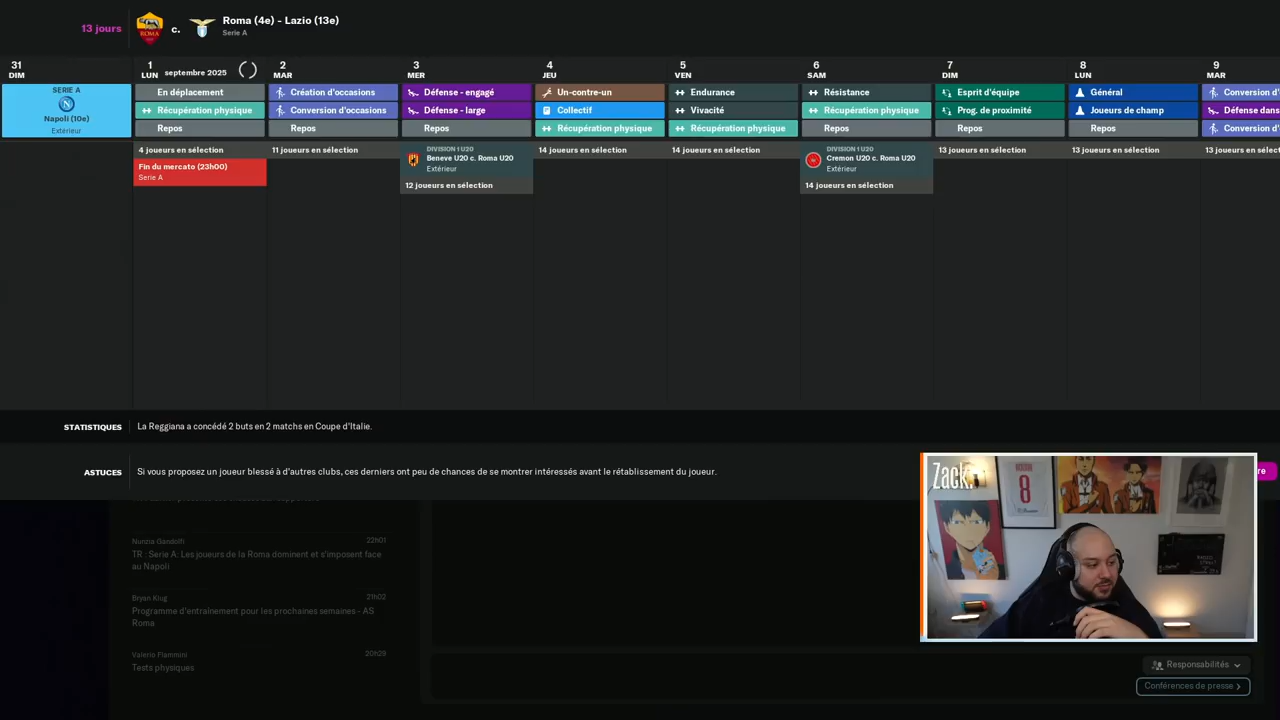 13 jours
c.
Roma (4e) - Lazio (13e)
Serie A
31
DIM
1
LUN
septembre 2025
2
MAR
3
MER
4
JEU
5
VEN
6
SAM
7
DIM
8
LUN
9
MAR
SERIE A
Napoli (10e)
Extérieur
En déplacement
Récupération physique
Repos
Création d'occasions
Conversion d'occasions
Repos
Défense - engagé
Défense - large
Repos
Un-contre-un
Collectif
Récupération physique
Endurance
Vivacité
Récupération physique
Résistance
Récupération physique
Repos
Esprit d'équipe
Prog. de proximité
Repos
Général
Joueurs de champ
Repos
Conversion d'o
Défense dans
Conversion d'o
4 joueurs en sélection
Fin du mercato (23h00)
Serie A
11 joueurs en sélection
DIVISION 1 U20
Beneve U20 c. Roma U20
Extérieur
12 joueurs en sélection
14 joueurs en sélection
14 joueurs en sélection
DIVISION 1 U20
Cremon U20 c. Roma U20
Extérieur
14 joueurs en sélection
13 joueurs en sélection
13 joueurs en sélection
13 joueurs en sélect
STATISTIQUES
La Reggiana a concédé 2 buts en 2 matchs en Coupe d'Italie.
ASTUCES
Si vous proposez un joueur blessé à d'autres clubs, ces derniers ont peu de chances de se montrer intéressés avant le rétablissement du joueur.
re
Zack
8
Nunzia Gandolfi
22h01
TR : Serie A: Les joueurs de la Roma dominent et s'imposent face
au Napoli
Bryan Klug
21h02
Programme d'entraînement pour les prochaines semaines - AS
Roma
Valerio Flammini
20h29
Tests physiques
Responsabilités
Conférences de presse